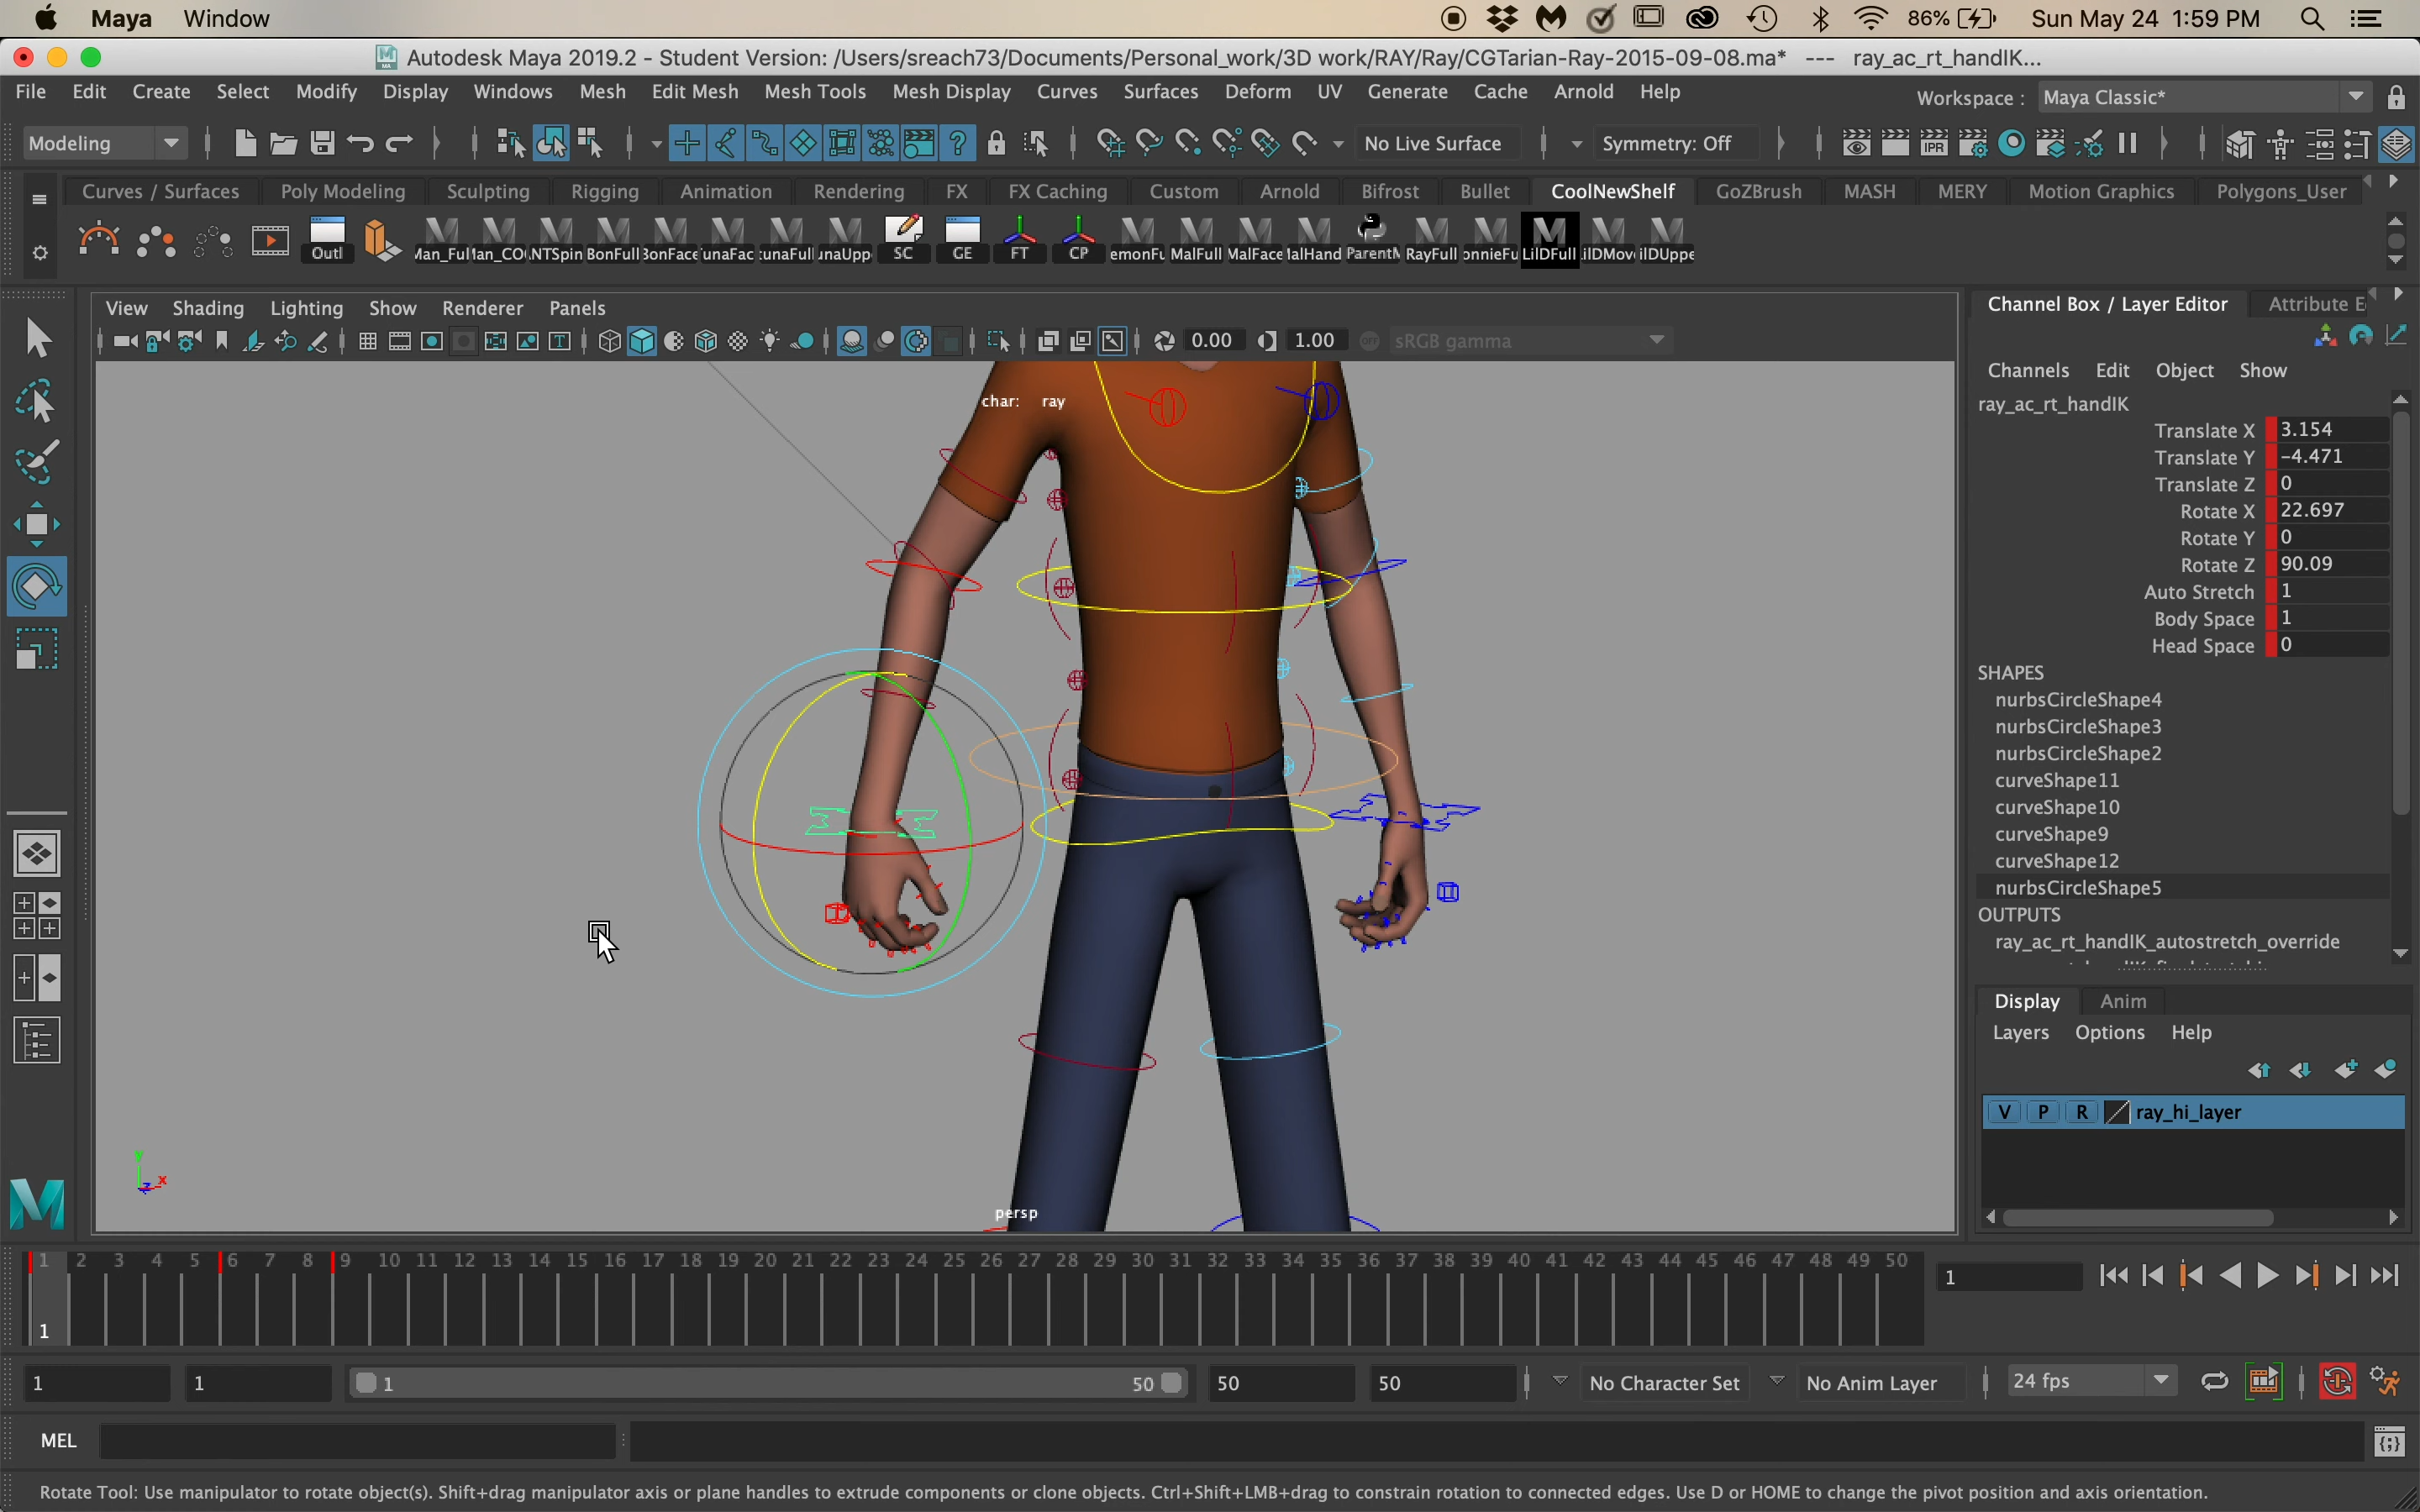 Maya Window 86% Sun May 24 1:59 PM
Autodesk Maya 2019.2 - Student Version: /Users/sreach73/Documents/Personal_work/3D work/RAY/Ray/CGTarian-Ray-2015-09-08.ma* --- ray_ac_rt_handIK...
File Edit Create Select Modify Display Windows Mesh Edit Mesh Mesh Tools Mesh Display Curves Surfaces Deform UV Generate Cache Arnold Help Workspace : Maya Classic*
Modeling No Live Surface Symmetry: Off IPR
Curves / Surfaces Poly Modeling Sculpting Rigging Animation Rendering FX FX Caching Custom Arnold Bifrost Bullet CoolNewShelf GoZBrush MASH MERY Motion Graphics Polygons_User
Outl NTSpin BonFull BonFace SC GE FT CP MalFull MalFace RayFull LilDFull
View Shading Lighting Show Renderer Panels
0.00 1.00 sRGB gamma
Channel Box / Layer Editor Attribute E
Channels Edit Object Show
ray_ac_rt_handIK
Translate X 3.154
Translate Y -4.471
Translate Z 0
Rotate X 22.697
Rotate Y 0
Rotate Z 90.09
Auto Stretch 1
Body Space 1
Head Space 0
SHAPES
nurbsCircleShape4
nurbsCircleShape3
nurbsCircleShape2
curveShape11
curveShape10
curveShape9
curveShape12
nurbsCircleShape5
OUTPUTS
ray_ac_rt_handIK_autostretch_override
char: ray
y
x
z
persp
Display Anim
Layers Options Help
V P R ray_hi_layer
1 2 3 4 5 6 7 8 9 10 11 12 13 14 15 16 17 18 19 20 21 22 23 24 25 26 27 28 29 30 31 32 33 34 35 36 37 38 39 40 41 42 43 44 45 46 47 48 49 50 1
1
1 1 1 50 50 50 No Character Set No Anim Layer 24 fps
MEL
Rotate Tool: Use manipulator to rotate object(s). Shift+drag manipulator axis or plane handles to extrude components or clone objects. Ctrl+Shift+LMB+drag to constrain rotation to connected edges. Use D or HOME to change the pivot position and axis orientation.